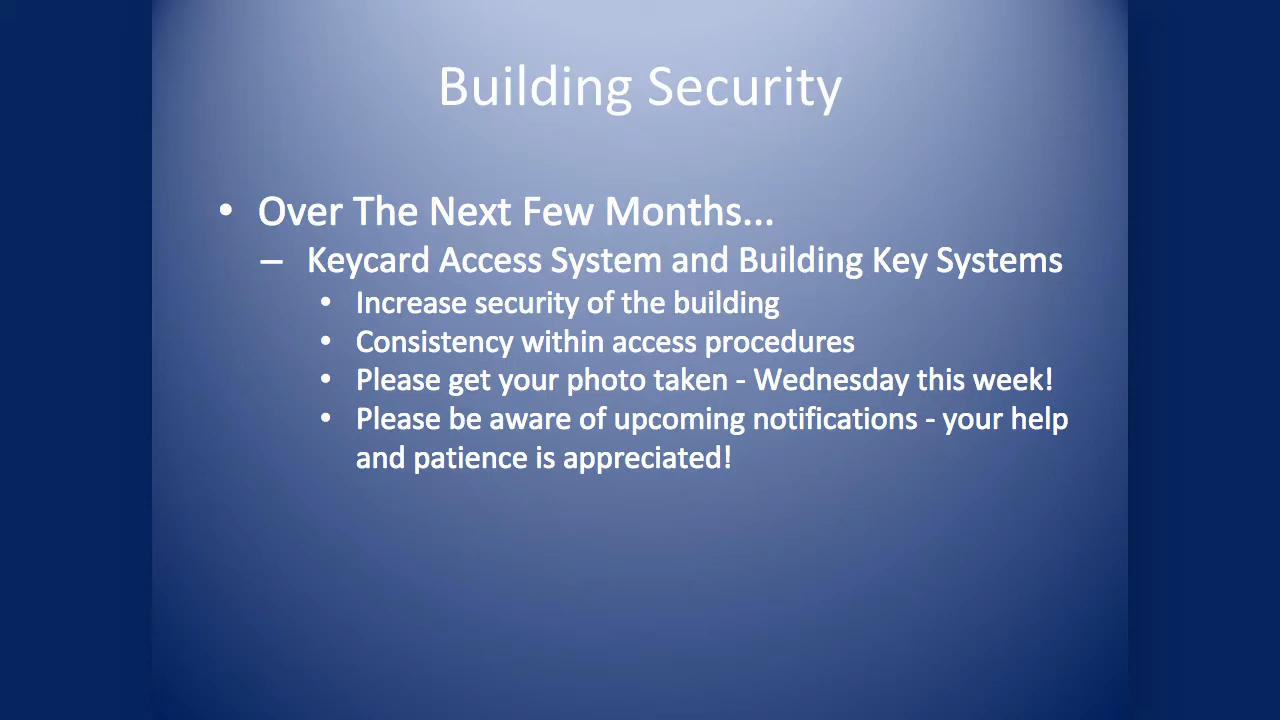 Building Security
• Over The Next Few Months...
– Keycard Access System and Building Key Systems
• Increase security of the building
• Consistency within access procedures
• Please get your photo taken - Wednesday this week!
• Please be aware of upcoming notifications - your help
and patience is appreciated!